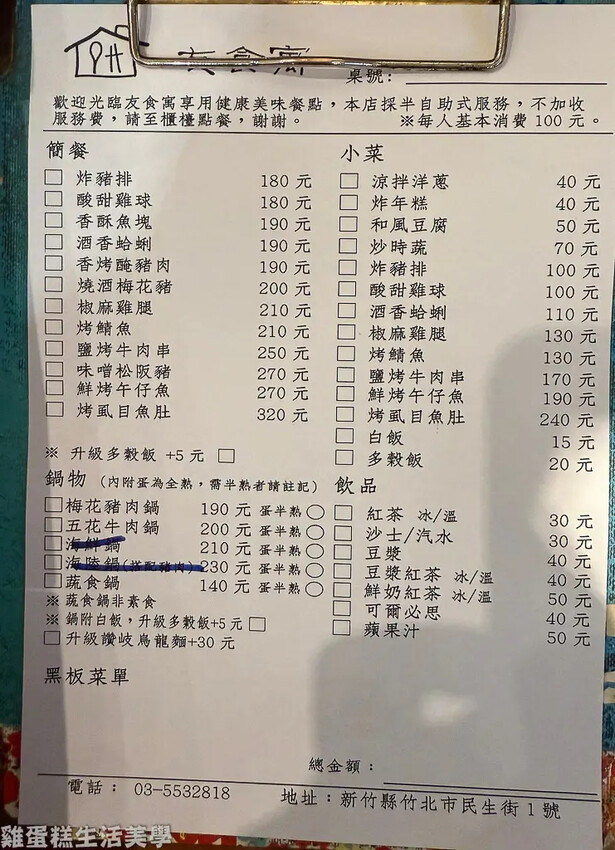 友食寓
桌號：
歡迎光臨友食寓享用健康美味餐點，本店採半自助式服務，不加收
服務費，請至櫃檯點餐，謝謝。 ※每人基本消費 100 元。
簡餐
炸豬排 180 元
酸甜雞球 180 元
香酥魚塊 190 元
酒香蛤蜊 190 元
香烤醃豬肉 190 元
燒酒梅花豬 200 元
椒麻雞腿 210 元
烤鯖魚 210 元
鹽烤牛肉串 250 元
味噌松阪豬 270 元
鮮烤午仔魚 270 元
烤虱目魚肚 320 元
※ 升級多穀飯 +5 元
小菜
涼拌洋蔥 40 元
炸年糕 40 元
和風豆腐 50 元
炒時蔬 70 元
炸豬排 100 元
酸甜雞球 100 元
酒香蛤蜊 110 元
椒麻雞腿 130 元
烤鯖魚 130 元
鹽烤牛肉串 170 元
鮮烤午仔魚 190 元
烤虱目魚肚 240 元
白飯 15 元
多穀飯 20 元
鍋物 (內附蛋為全熟，需半熟者請註記)
梅花豬肉鍋 190 元 蛋半熟
五花牛肉鍋 200 元 蛋半熟
海鮮鍋 210 元 蛋半熟
海陸鍋(搭配豬肉) 230 元 蛋半熟
蔬食鍋 140 元 蛋半熟
※ 蔬食鍋非素食
※ 鍋附白飯，升級多穀飯+5 元
升級讚岐烏龍麵+30 元
飲品
紅茶 冰/溫 30 元
沙士/汽水 30 元
豆漿 40 元
豆漿紅茶 冰/溫 40 元
鮮奶紅茶 冰/溫 50 元
可爾必思 40 元
蘋果汁 50 元
黑板菜單
總金額：
電話： 03-5532818 地址：新竹縣竹北市民生街 1 號
雞蛋糕生活美學